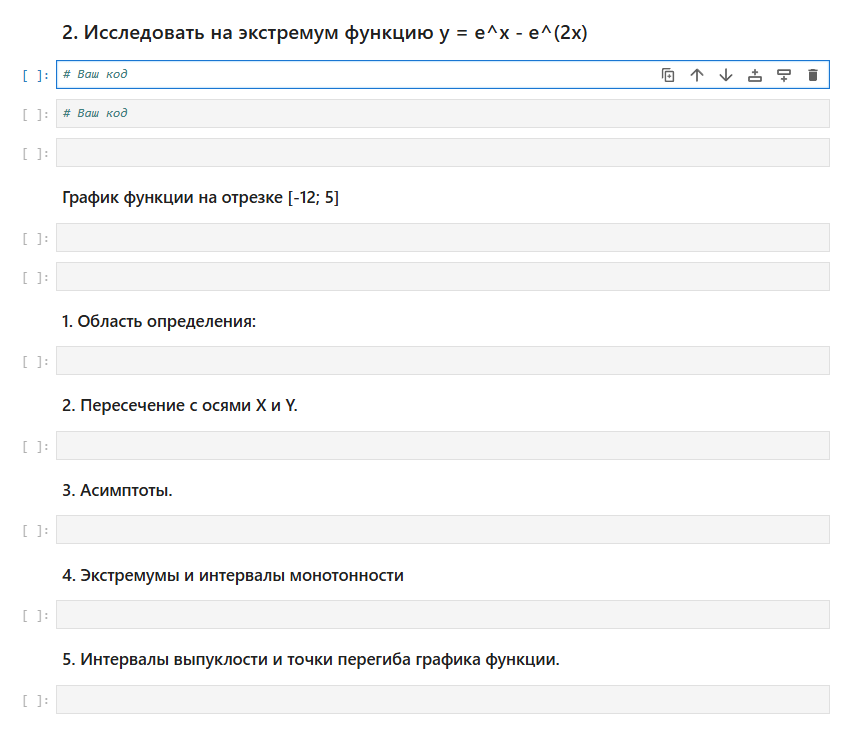 2. Исследовать на экстремум функцию y = e^x - e^(2x)
[ ]: # Ваш код
[ ]: # Ваш код
[ ]:
График функции на отрезке [-12; 5]
[ ]:
[ ]:
1. Область определения:
[ ]:
2. Пересечение с осями X и Y.
[ ]:
3. Асимптоты.
[ ]:
4. Экстремумы и интервалы монотонности
[ ]:
5. Интервалы выпуклости и точки перегиба графика функции.
[ ]: